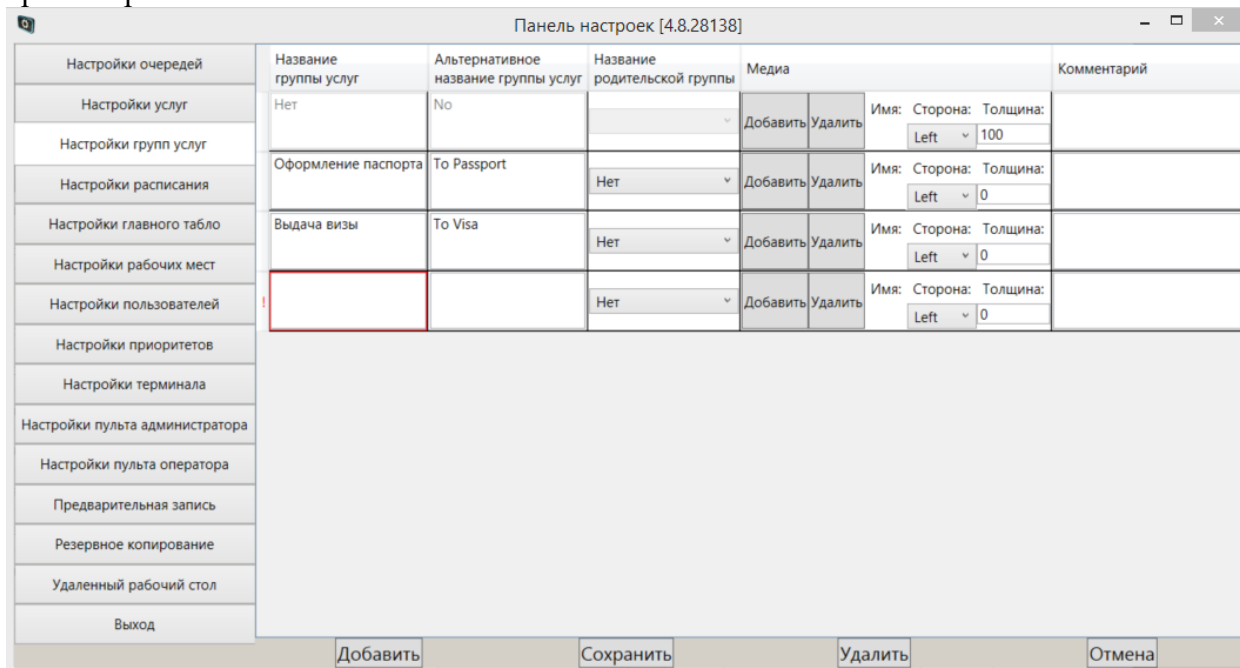 Панель настроек [4.8.28138]
Настройки очередей
Настройки услуг
Настройки групп услуг
Настройки расписания
Настройки главного табло
Настройки рабочих мест
Настройки пользователей
Настройки приоритетов
Настройки терминала
Настройки пульта администратора
Настройки пульта оператора
Предварительная запись
Резервное копирование
Удаленный рабочий стол
Выход
Название группы услуг Альтернативное название группы услуг Название родительской группы Медиа Комментарий
Нет No Добавить Удалить Имя: Сторона: Толщина:
Left 100
Оформление паспорта To Passport Нет Добавить Удалить Имя: Сторона: Толщина:
Left 0
Выдача визы To Visa Нет Добавить Удалить Имя: Сторона: Толщина:
Left 0
! Нет Добавить Удалить Имя: Сторона: Толщина:
Left 0
Добавить Сохранить Удалить Отмена